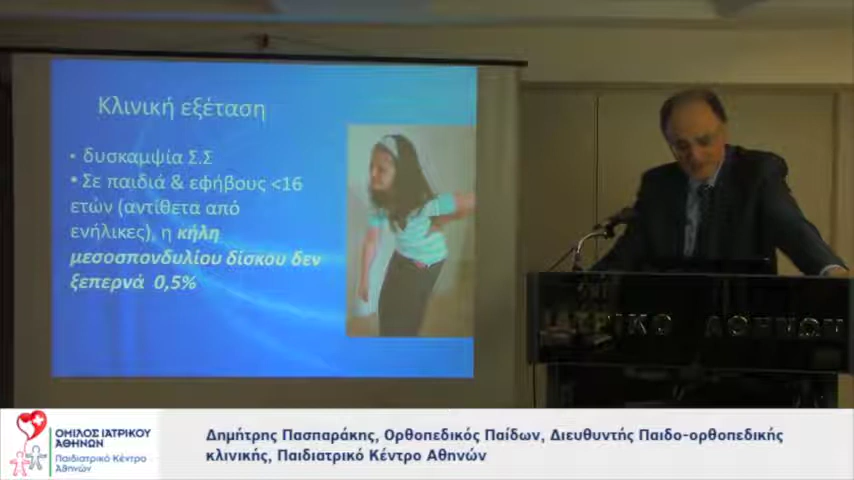 Κλινική εξέταση
• δυσκαμψία Σ.Σ
• Σε παιδιά & εφήβους <16
ετών (αντίθετα από
ενήλικες), η κήλη
μεσοσπονδυλίου δίσκου δεν
ξεπερνά 0,5%
ΙΚΟ ΑΘΗΝΩΝ
ΟΜΙΛΟΣ ΙΑΤΡΙΚΟΥ
ΑΘΗΝΩΝ
Παιδιατρικό Κέντρο
Αθηνών
Δημήτρης Πασπαράκης, Ορθοπεδικός Παίδων, Διευθυντής Παιδο-ορθοπεδικής
κλινικής, Παιδιατρικό Κέντρο Αθηνών